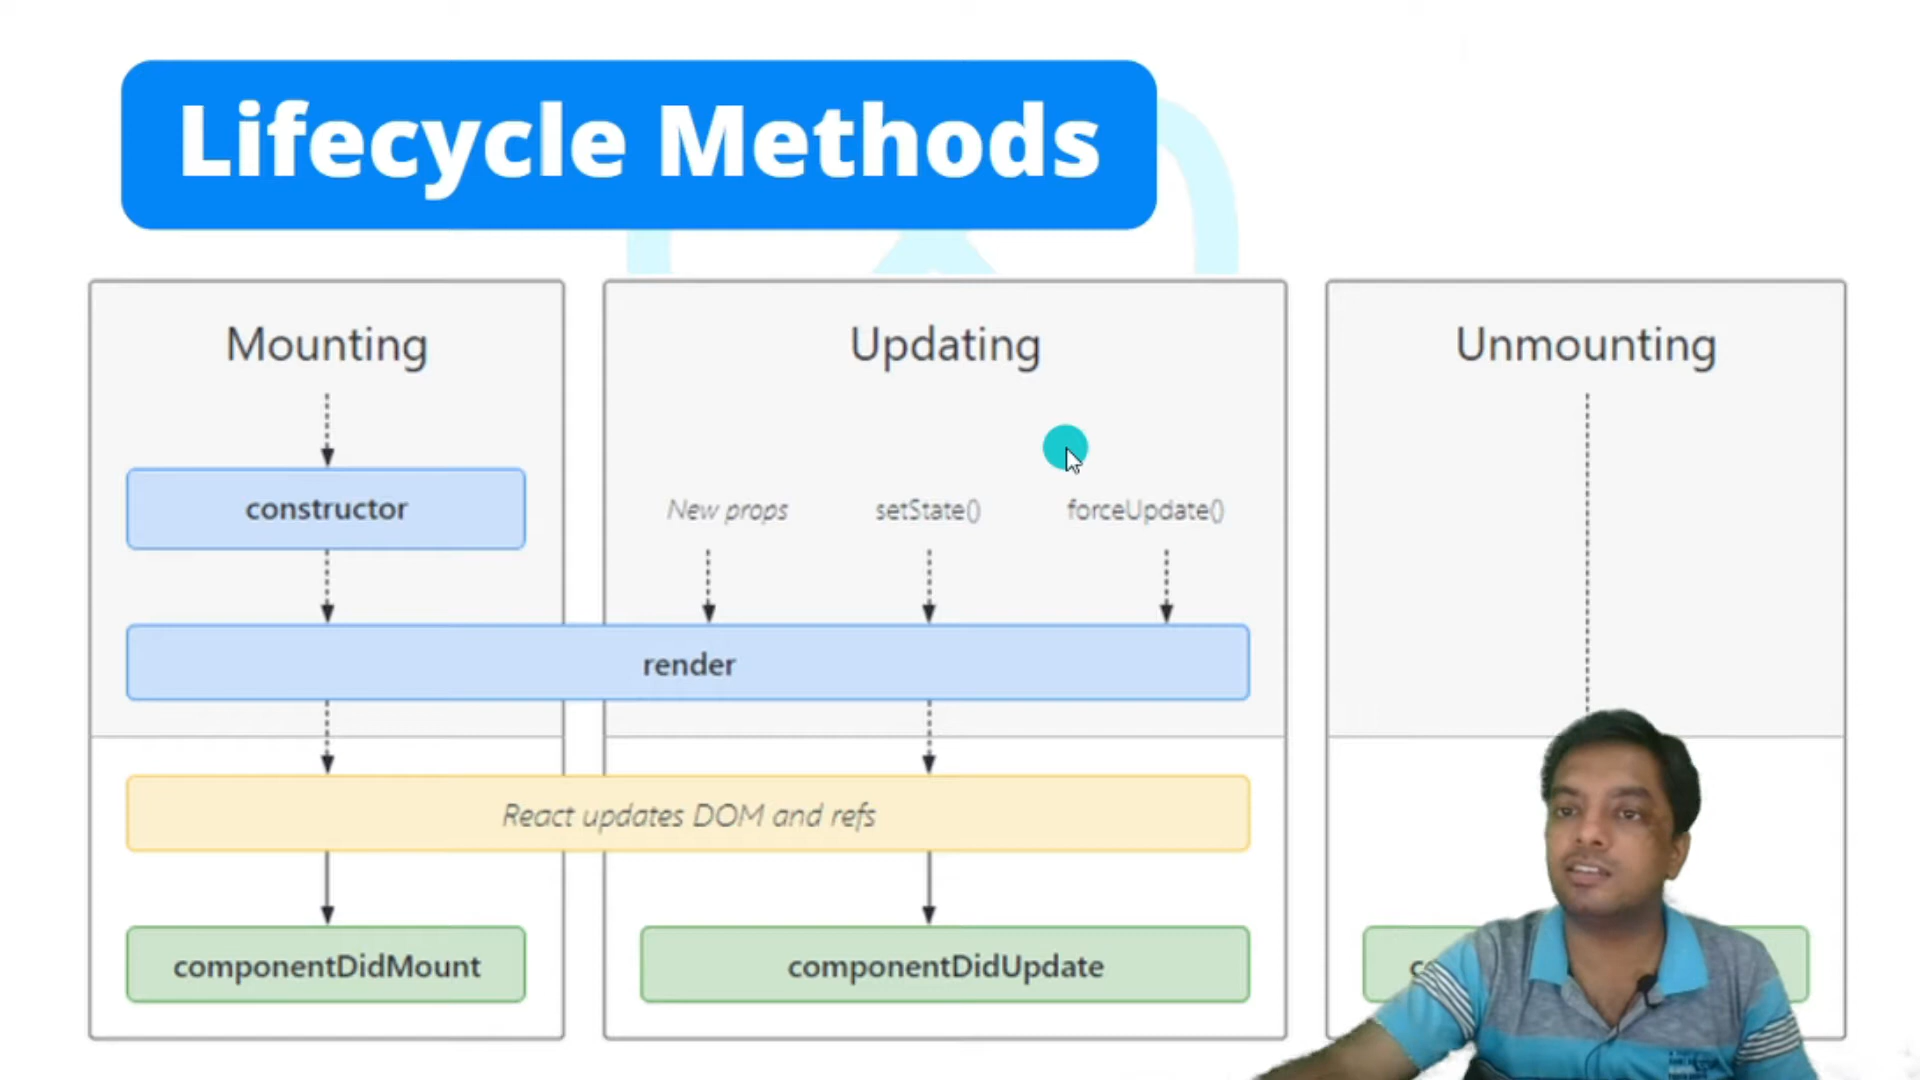 Lifecycle Methods
Mounting
Updating
Unmounting
constructor
New props
setState()
forceUpdate()
render
React updates DOM and refs
componentDidMount
componentDidUpdate